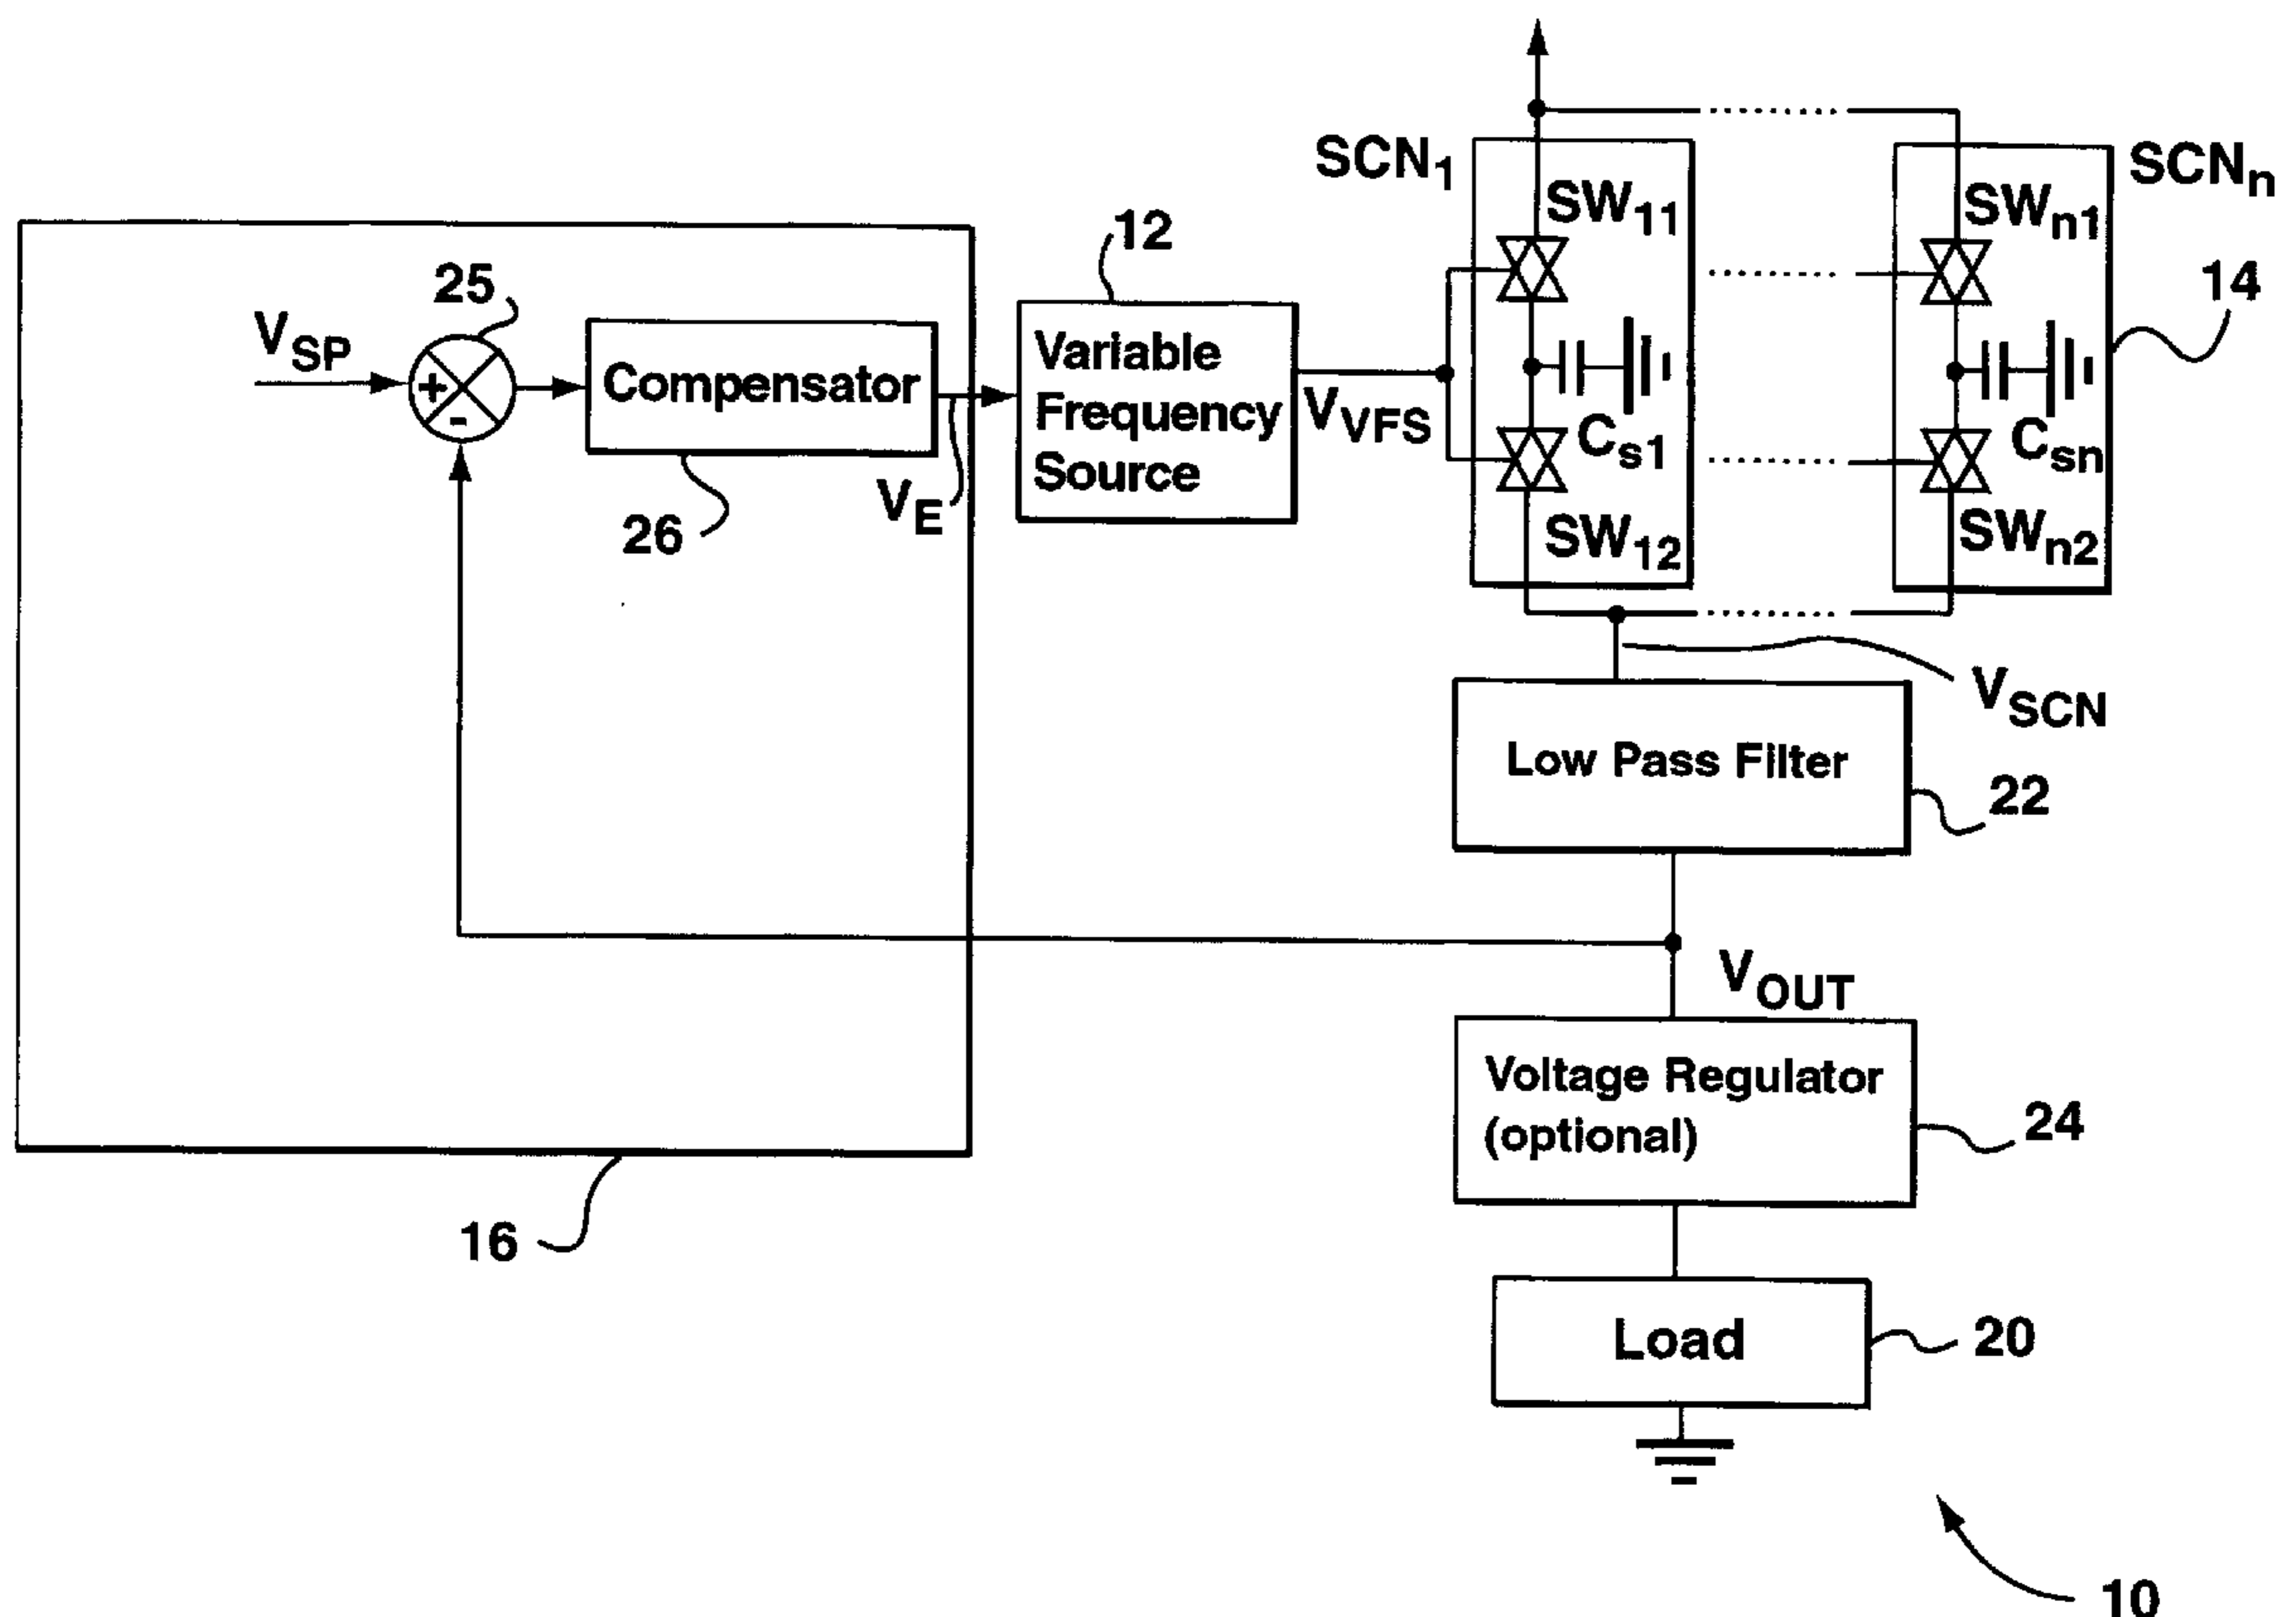 SCN1
SCNn
SW11
SWn1
12
14
25
VSP
+
-
Compensator
Variable
Frequency
Source
VVFS
Cs1
Csn
VE
26
SW12
SWn2
VSCN
Low Pass Filter
22
VOUT
Voltage Regulator
(optional)
24
16
Load
20
10